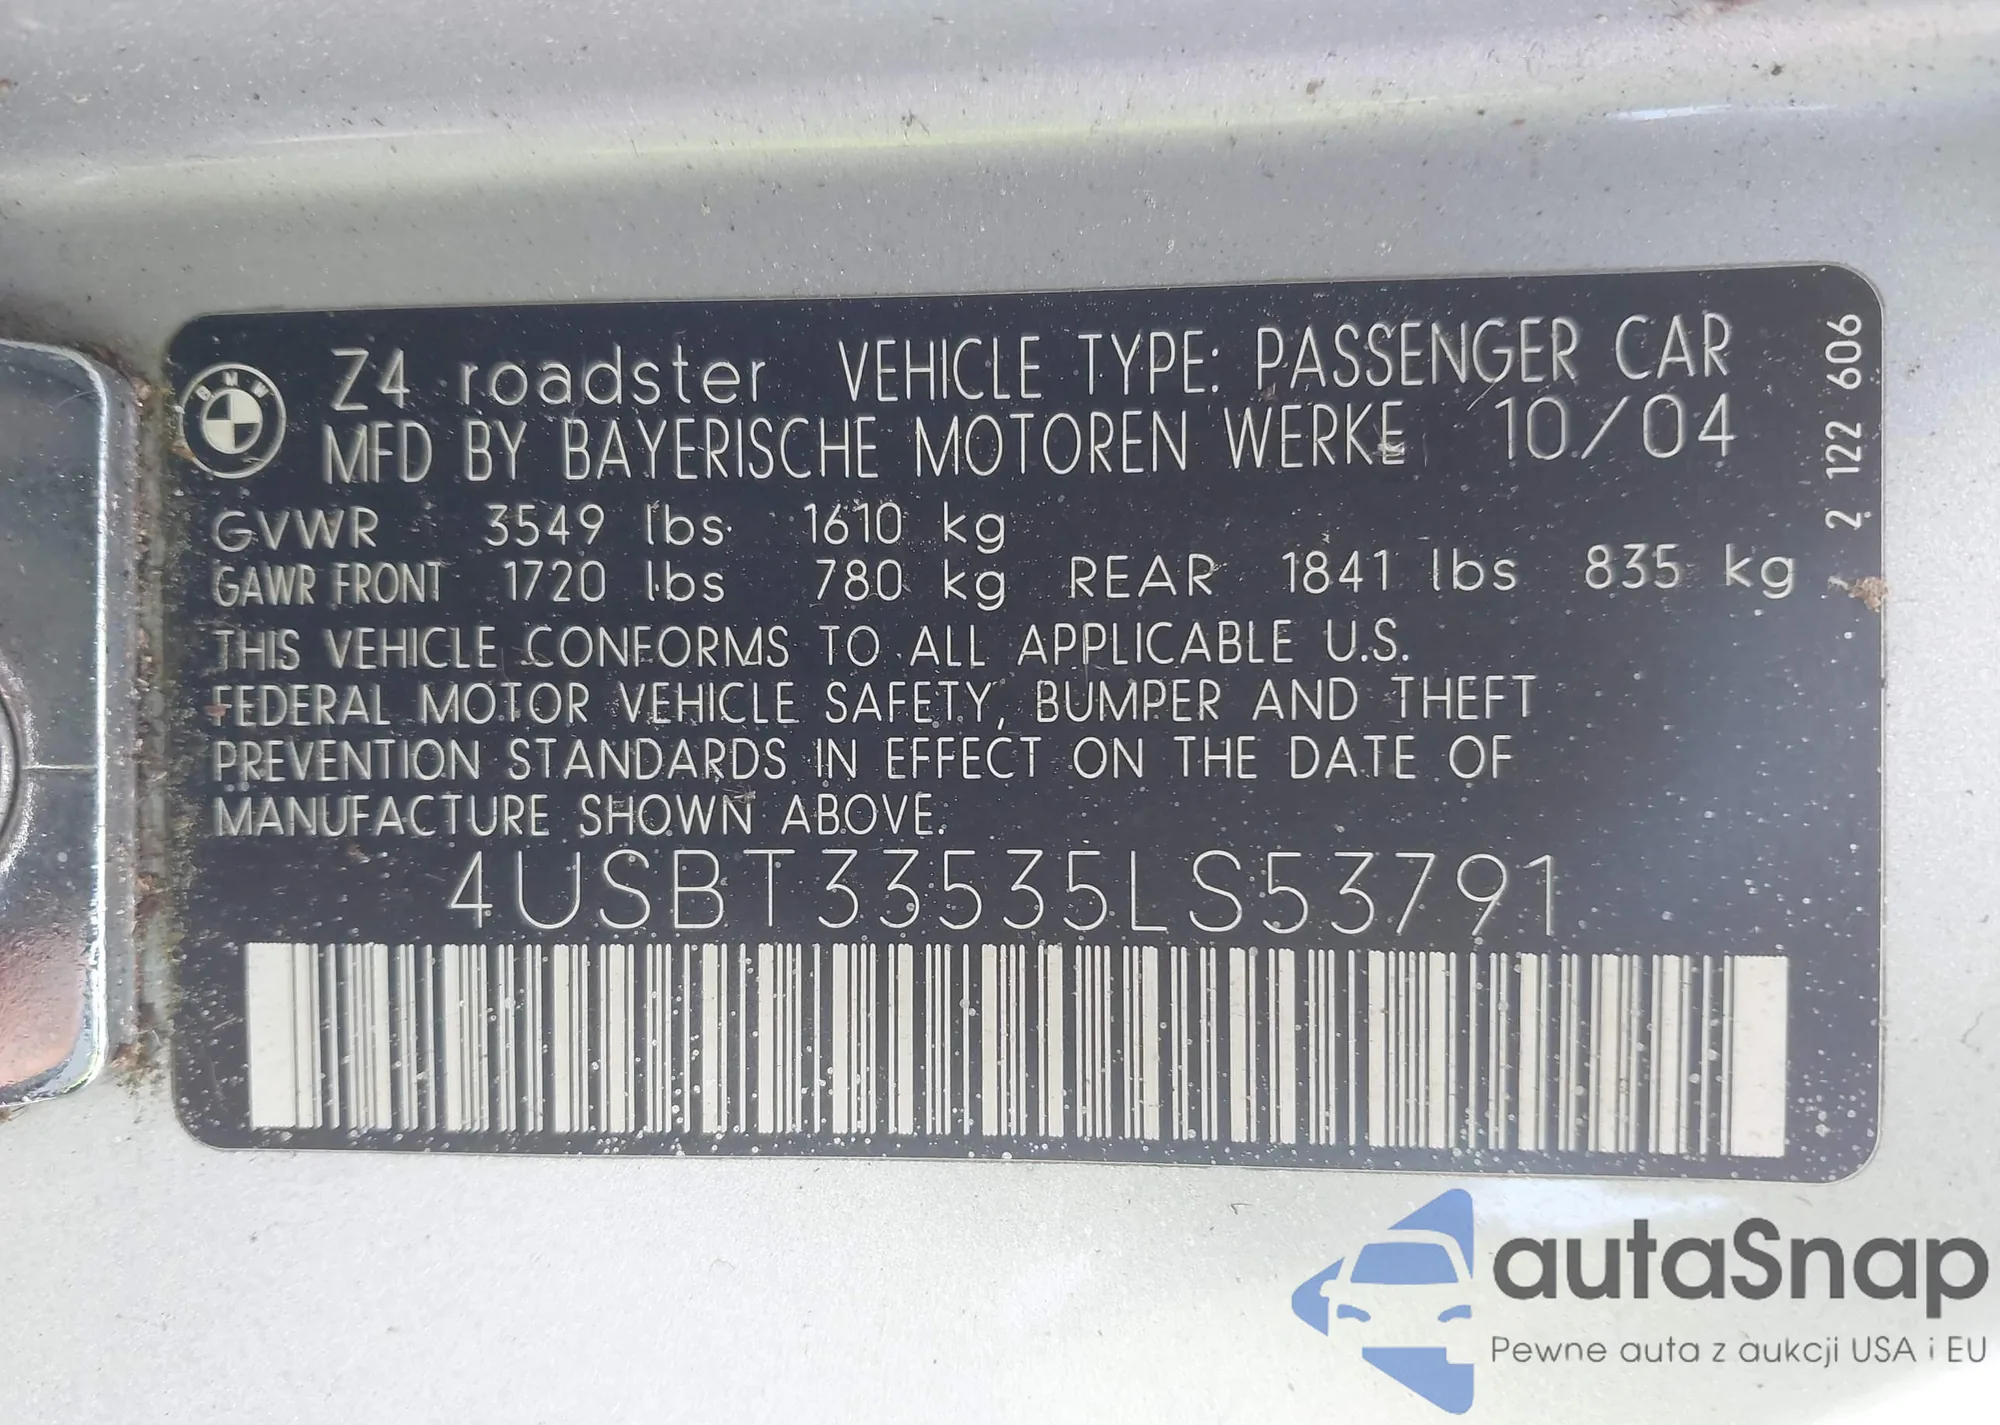 BMW
Z4 roadster VEHICLE TYPE: PASSENGER CAR
MFD BY BAYERISCHE MOTOREN WERKE 10/04
GVWR 3549 lbs 1610 kg
GAWR FRONT 1720 lbs 780 kg REAR 1841 lbs 835 kg
THIS VEHICLE CONFORMS TO ALL APPLICABLE U.S.
FEDERAL MOTOR VEHICLE SAFETY, BUMPER AND THEFT
PREVENTION STANDARDS IN EFFECT ON THE DATE OF
MANUFACTURE SHOWN ABOVE.
4USBT33535LS53791
2 122 606
autaSnap
Pewne auta z aukcji USA i EU